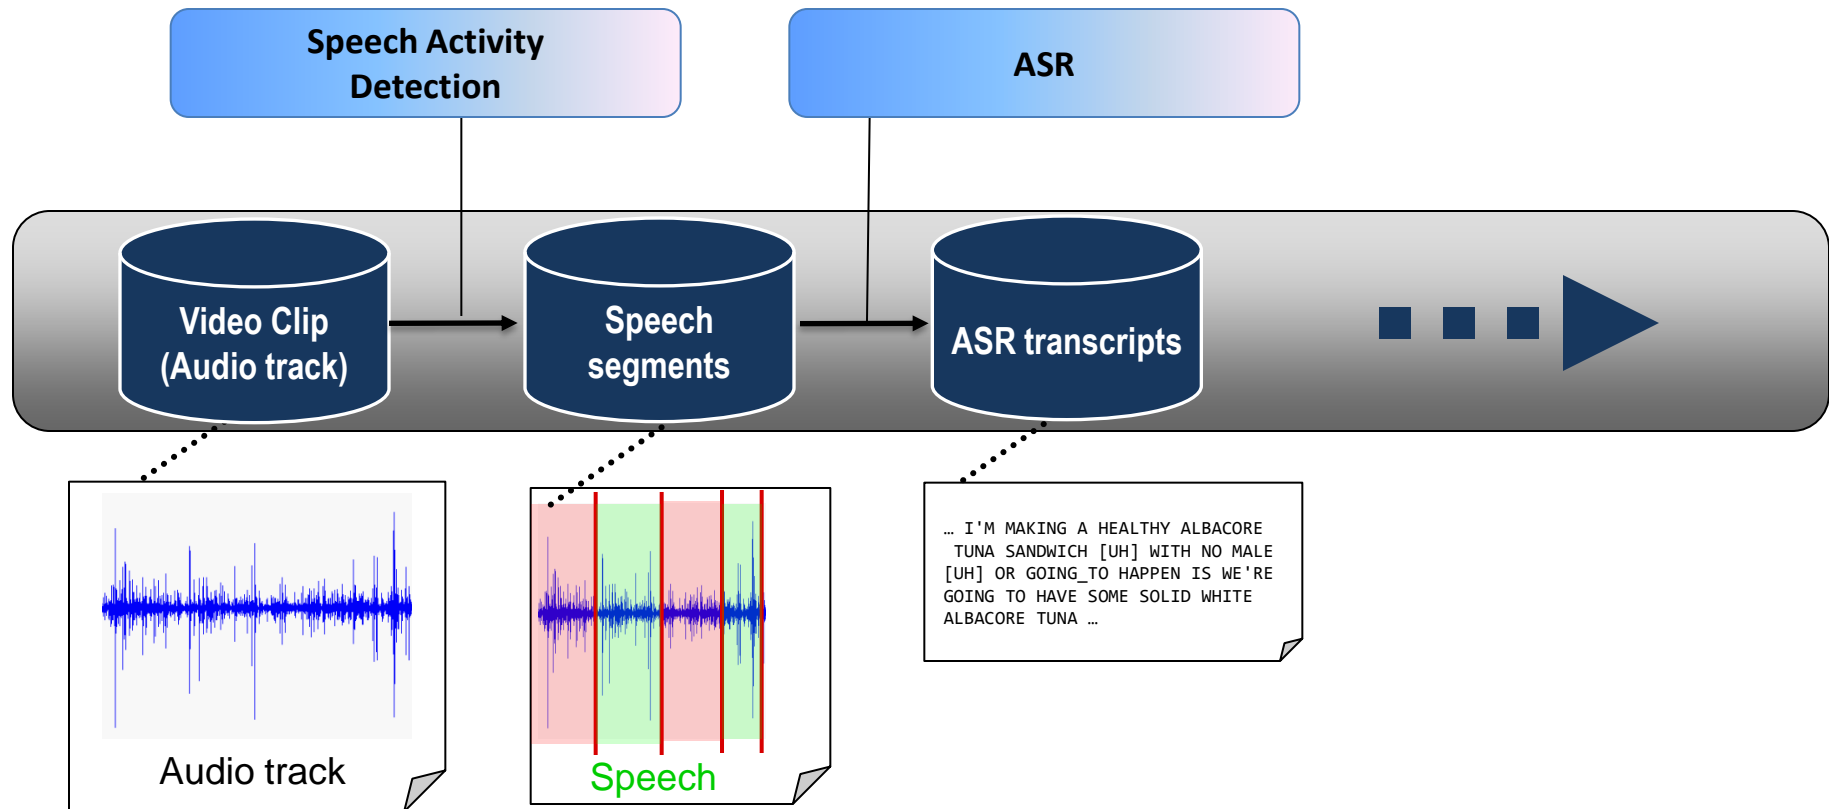 Speech Activity
Detection
ASR
Video Clip
(Audio track)
Speech
segments
ASR transcripts
Audio track
Speech
… I'M MAKING A HEALTHY ALBACORE
TUNA SANDWICH [UH] WITH NO MALE
[UH] OR GOING_TO HAPPEN IS WE'RE
GOING TO HAVE SOME SOLID WHITE
ALBACORE TUNA …